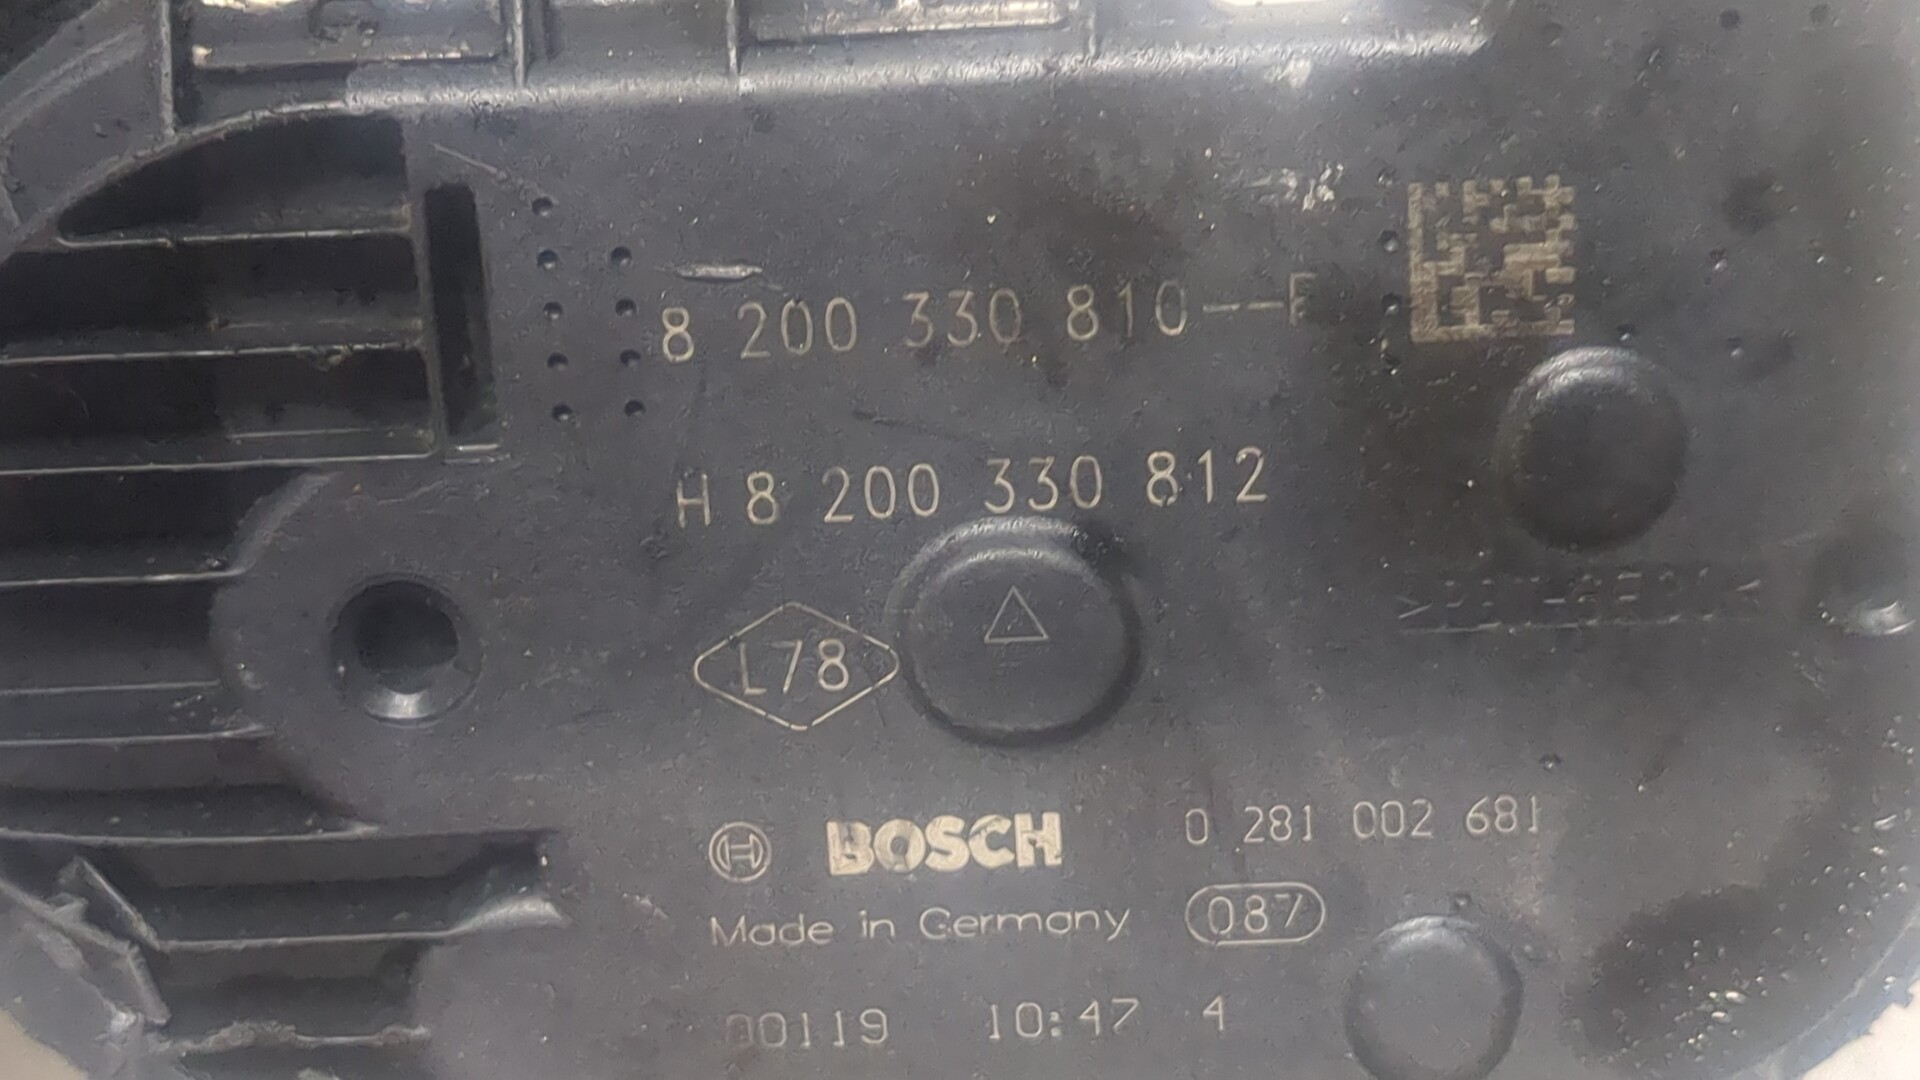 8 200 330 810--F
H 8 200 330 812
L78
BOSCH 0 281 002 681
Made in Germany 087
00119 10:47 4